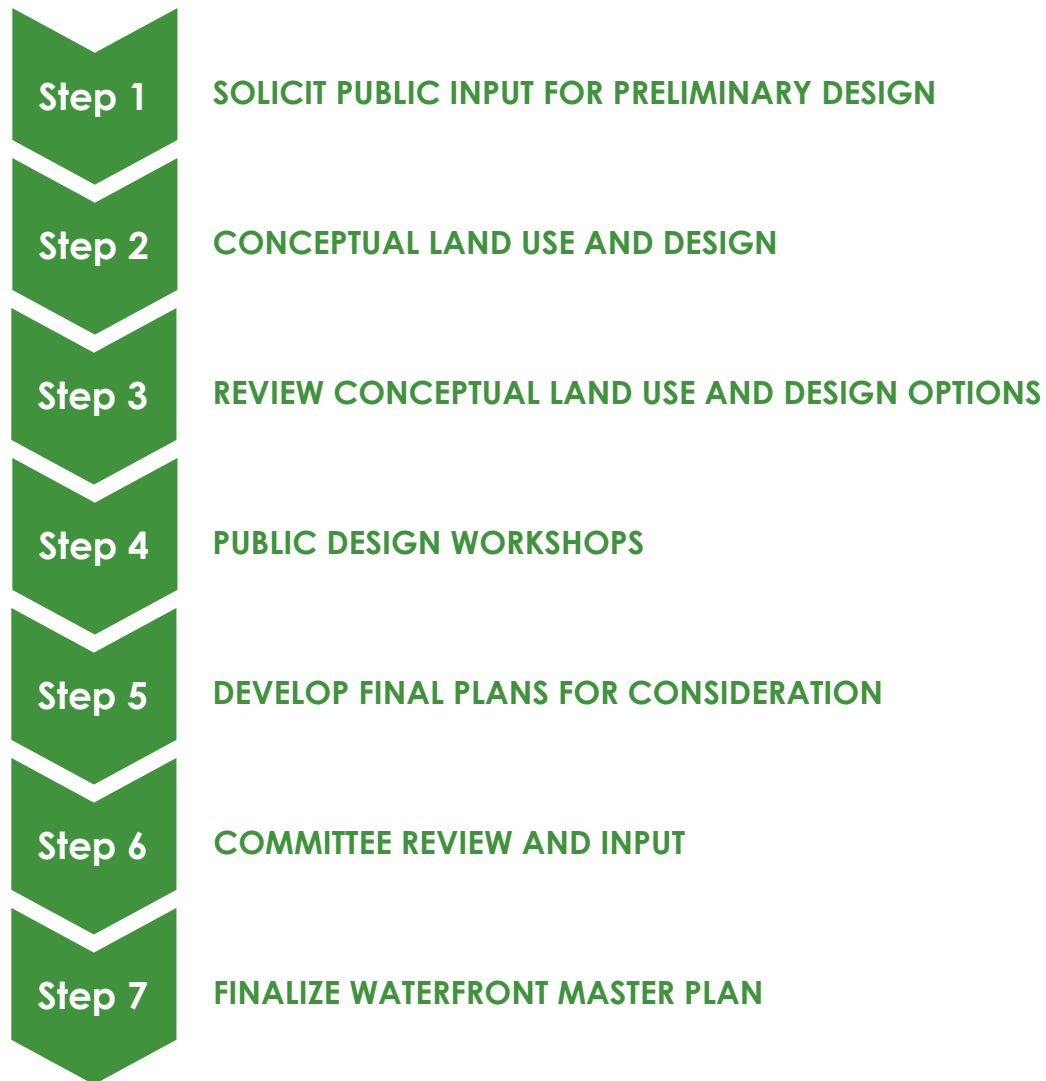 Step 1
SOLICIT PUBLIC INPUT FOR PRELIMINARY DESIGN
Step 2
CONCEPTUAL LAND USE AND DESIGN
Step 3
REVIEW CONCEPTUAL LAND USE AND DESIGN OPTIONS
Step 4
PUBLIC DESIGN WORKSHOPS
Step 5
DEVELOP FINAL PLANS FOR CONSIDERATION
Step 6
COMMITTEE REVIEW AND INPUT
Step 7
FINALIZE WATERFRONT MASTER PLAN